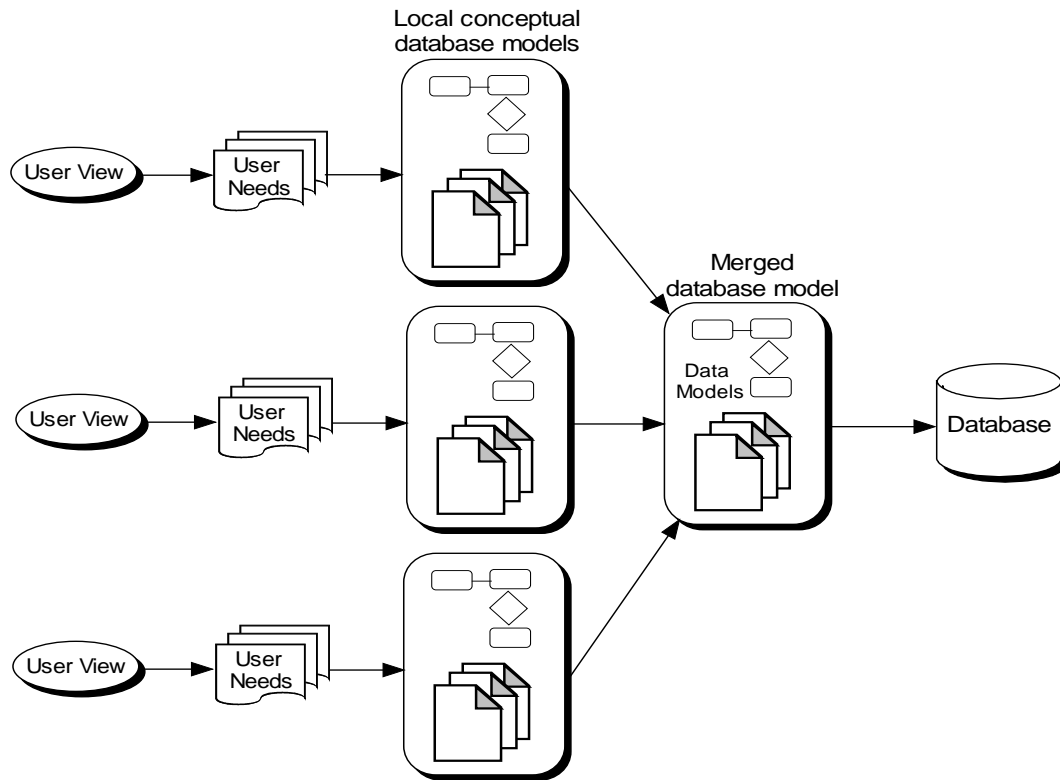 Local conceptual
database models
User View
User
Needs
Merged
database model
User View
User
Needs
Data
Models
Database
User View
User
Needs